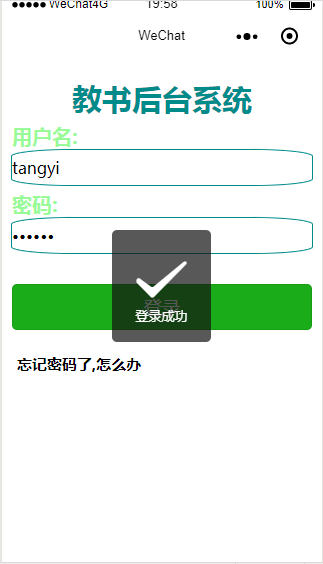 WeChat4G 19:58 100%
WeChat
教书后台系统
用户名:
tangyi
密码:
••••••
登录
登录成功
忘记密码了,怎么办